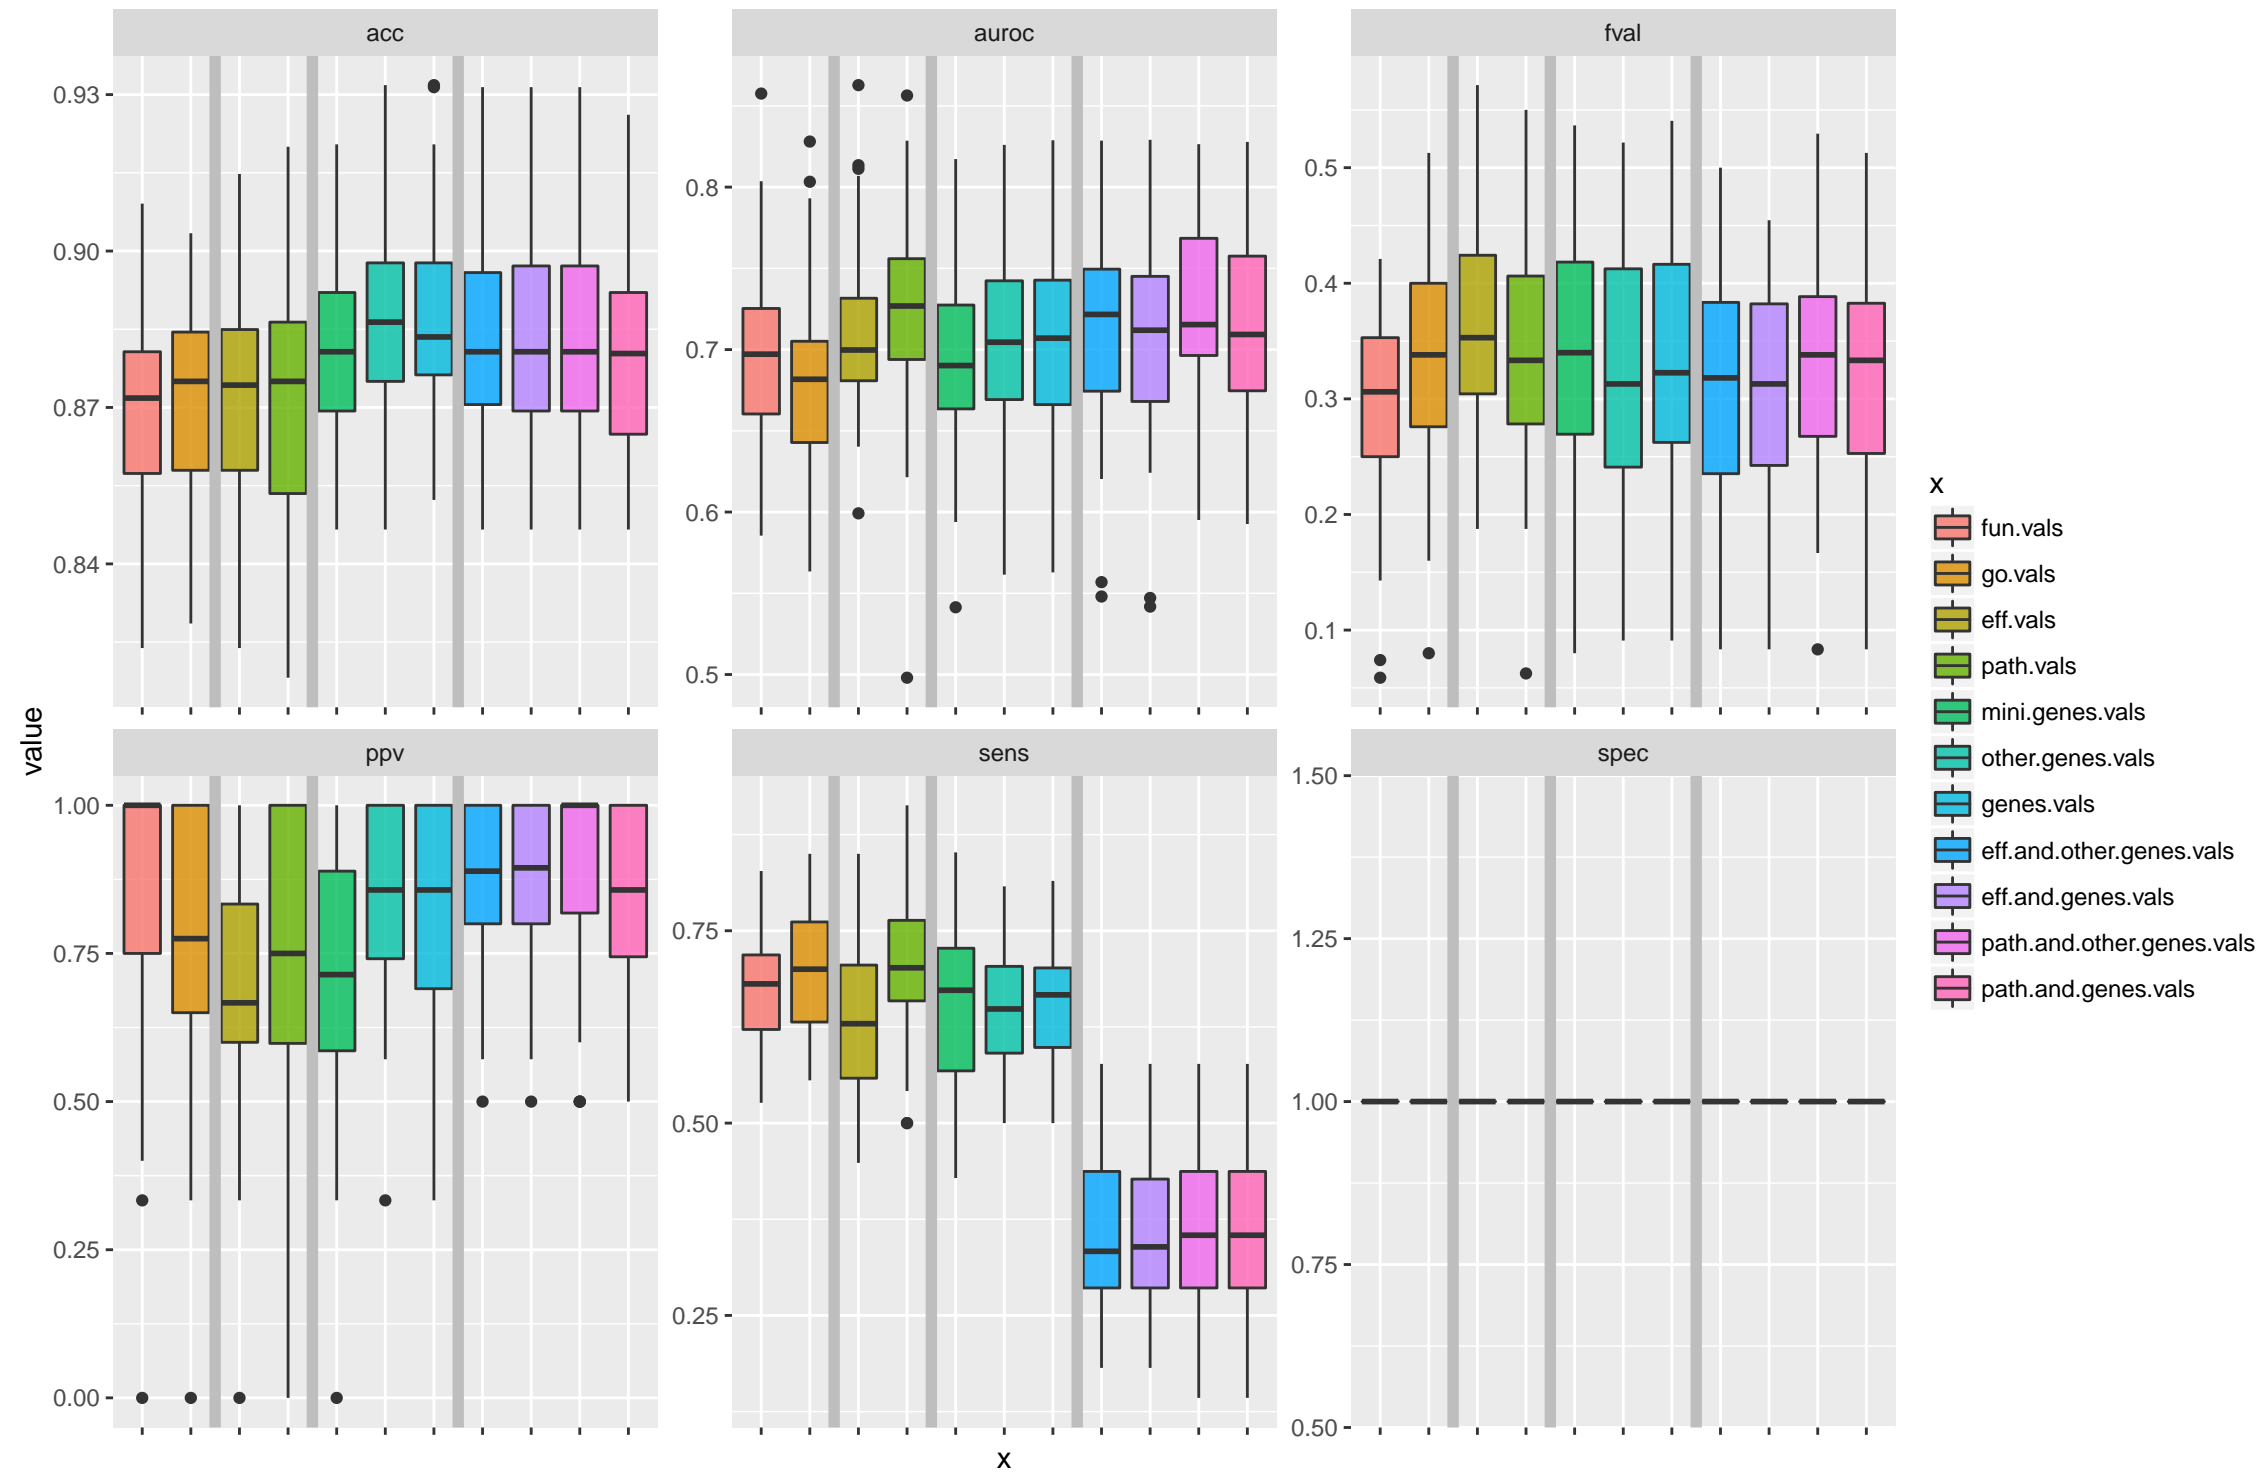 acc
auroc
fval
0.93
0.90
0.87
0.84
0.8
0.7
0.6
0.5
0.5
0.4
0.3
0.2
0.1
value
ppv
sens
spec
1.00
0.75
0.50
0.25
0.00
0.75
0.50
0.25
1.50
1.25
1.00
0.75
0.50
x
x
fun.vals
go.vals
eff.vals
path.vals
mini.genes.vals
other.genes.vals
genes.vals
eff.and.other.genes.vals
eff.and.genes.vals
path.and.other.genes.vals
path.and.genes.vals